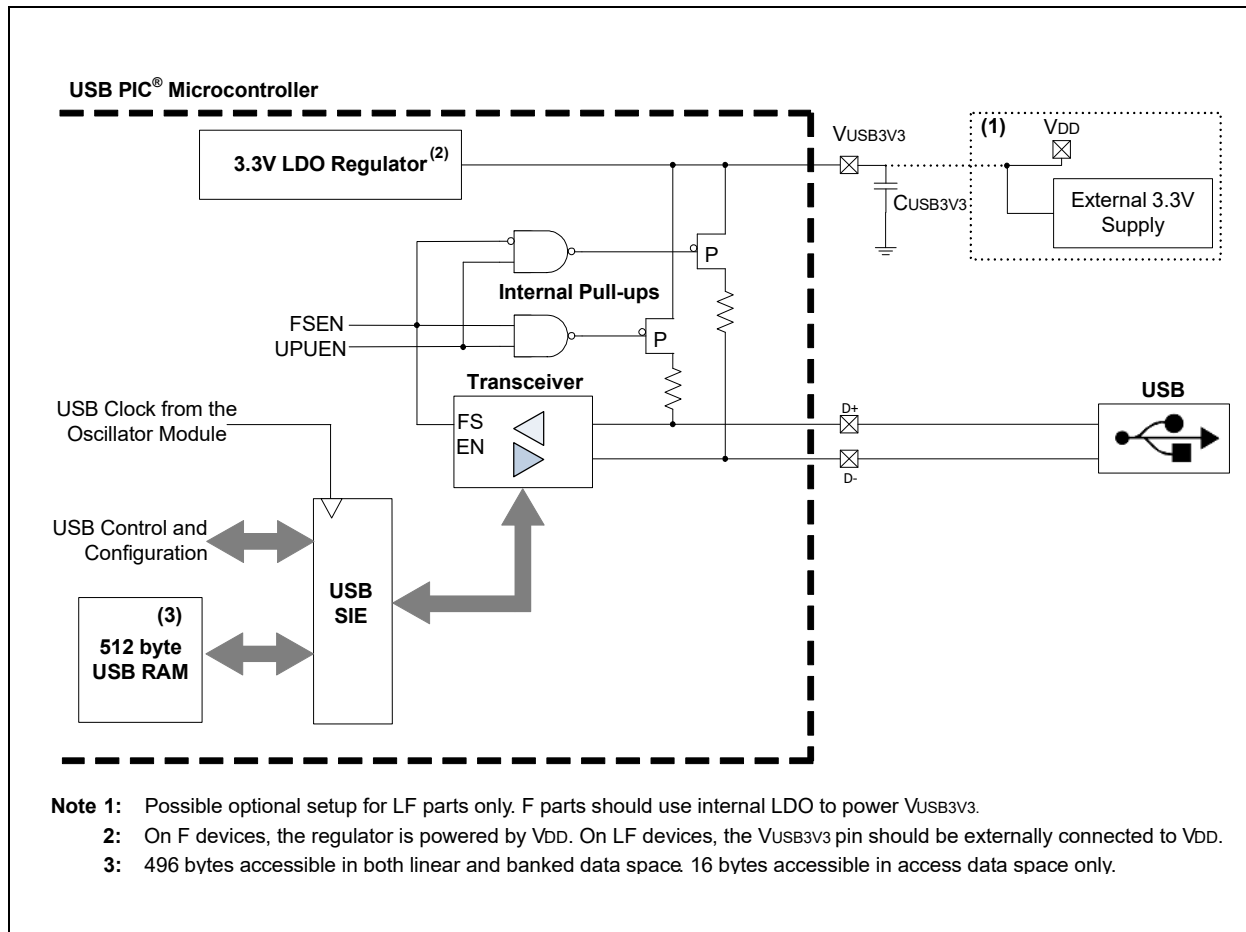 USB PIC® Microcontroller
3.3V LDO Regulator(2)
VUSB3V3
(1)
VDD
CUSB3V3
External 3.3V
Supply
P
Internal Pull-ups
FSEN
UPUEN
P
Transceiver
USB Clock from the
Oscillator Module
FS
EN
D+
D-
USB
USB Control and
Configuration
USB
SIE
(3)
512 byte
USB RAM
Note 1: Possible optional setup for LF parts only. F parts should use internal LDO to power VUSB3V3.
2: On F devices, the regulator is powered by VDD. On LF devices, the VUSB3V3 pin should be externally connected to VDD.
3: 496 bytes accessible in both linear and banked data space. 16 bytes accessible in access data space only.